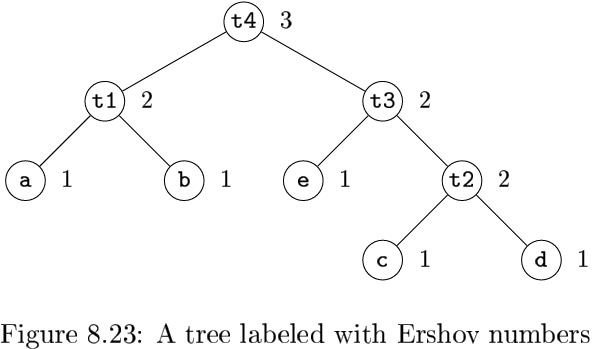 t4 3
t1 2 t3 2
a 1 b 1 e 1 t2 2
c 1 d 1
Figure 8.23: A tree labeled with Ershov numbers